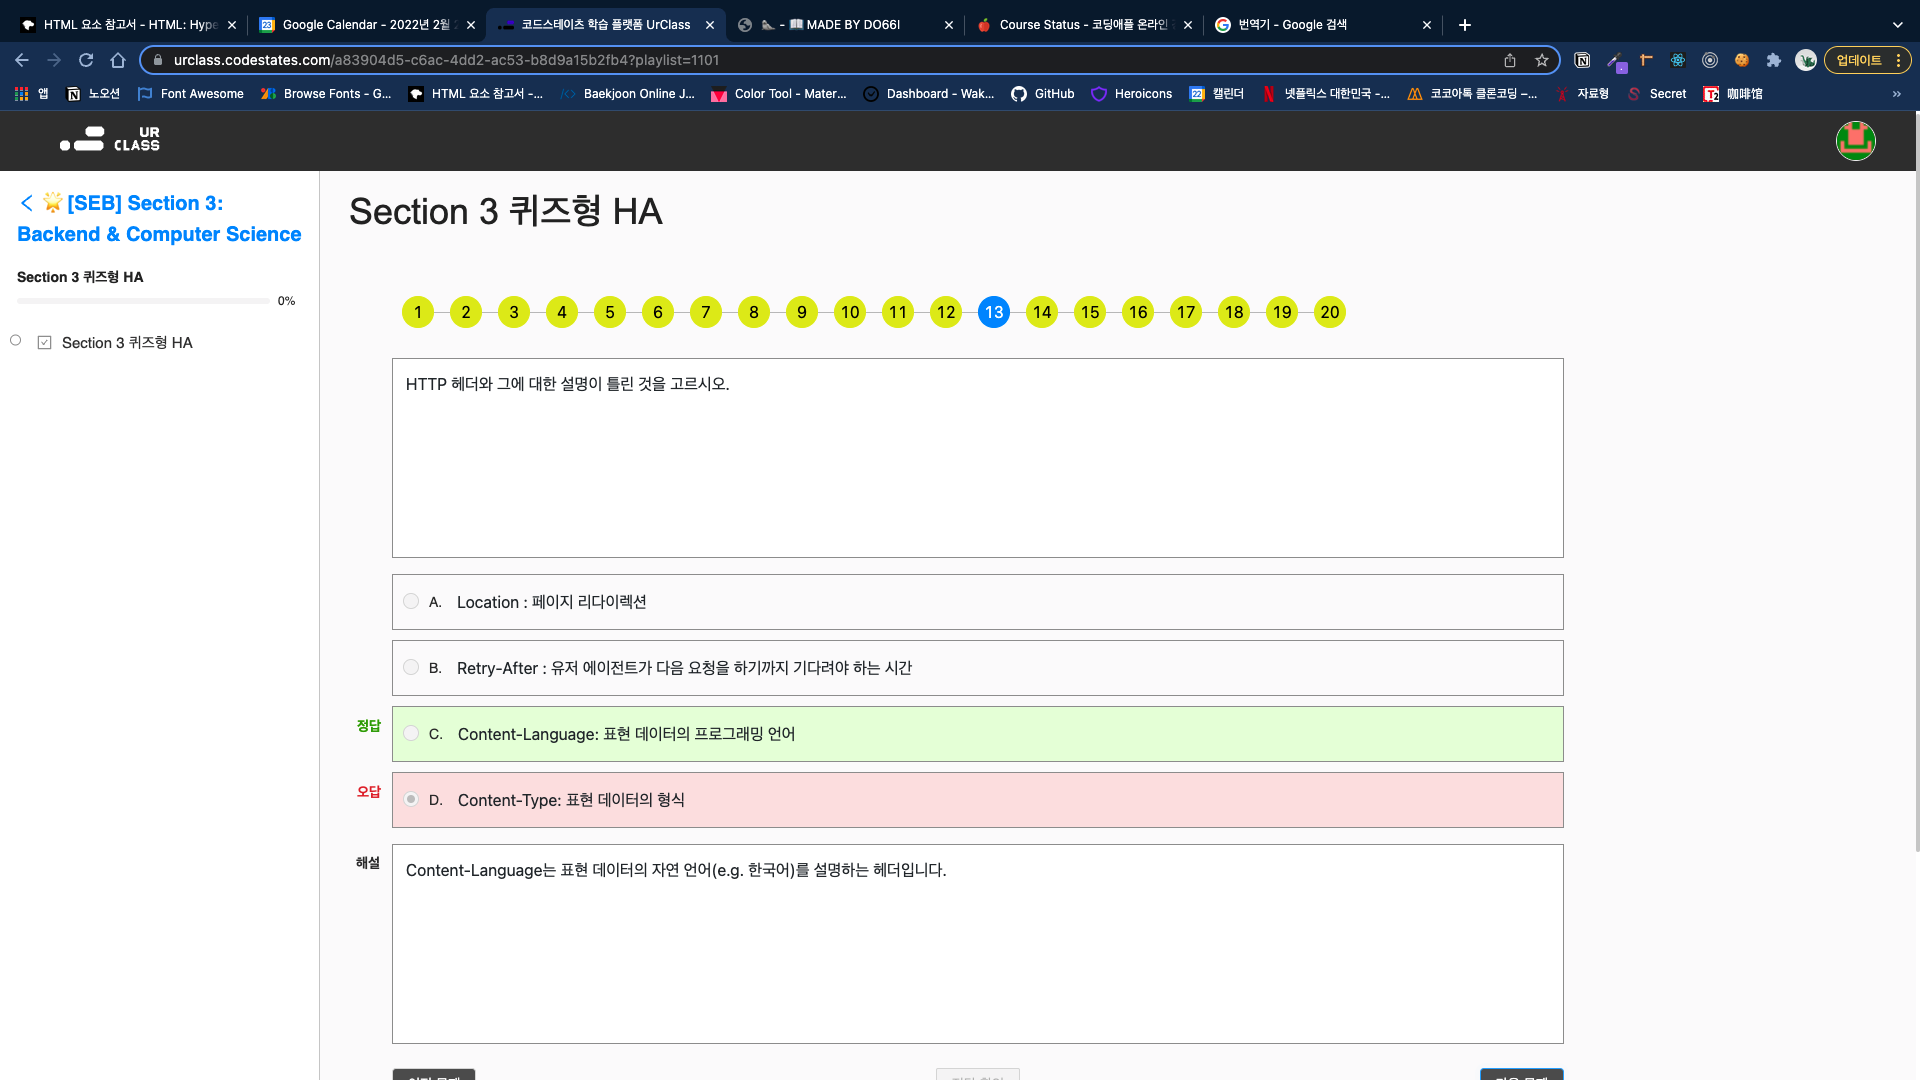 HTML 요소 참고서 - HTML: Hype
Google Calendar - 2022년 2월
코드스테이츠 학습 플랫폼 UrClass
- MADE BY DO66I
Course Status - 코딩애플 온라인
번역기 - Google 검색
urclass.codestates.com/a83904d5-c6ac-4dd2-ac53-b8d9a15b2fb4?playlist=1101
업데이트
앱
노오션
Font Awesome
Browse Fonts - G...
HTML 요소 참고서 -...
Baekjoon Online J...
Color Tool - Mater...
Dashboard - Wak...
GitHub
Heroicons
캘린더
넷플릭스 대한민국 -...
코코아톡 클론코딩 –...
자료형
Secret
咖啡馆
UR
CLASS
[SEB] Section 3:
Backend & Computer Science
Section 3 퀴즈형 HA
0%
Section 3 퀴즈형 HA
Section 3 퀴즈형 HA
1 2 3 4 5 6 7 8 9 10 11 12 13 14 15 16 17 18 19 20
HTTP 헤더와 그에 대한 설명이 틀린 것을 고르시오.
A. Location : 페이지 리다이렉션
B. Retry-After : 유저 에이전트가 다음 요청을 하기까지 기다려야 하는 시간
정답
C. Content-Language: 표현 데이터의 프로그래밍 언어
오답
D. Content-Type: 표현 데이터의 형식
해설
Content-Language는 표현 데이터의 자연 언어(e.g. 한국어)를 설명하는 헤더입니다.